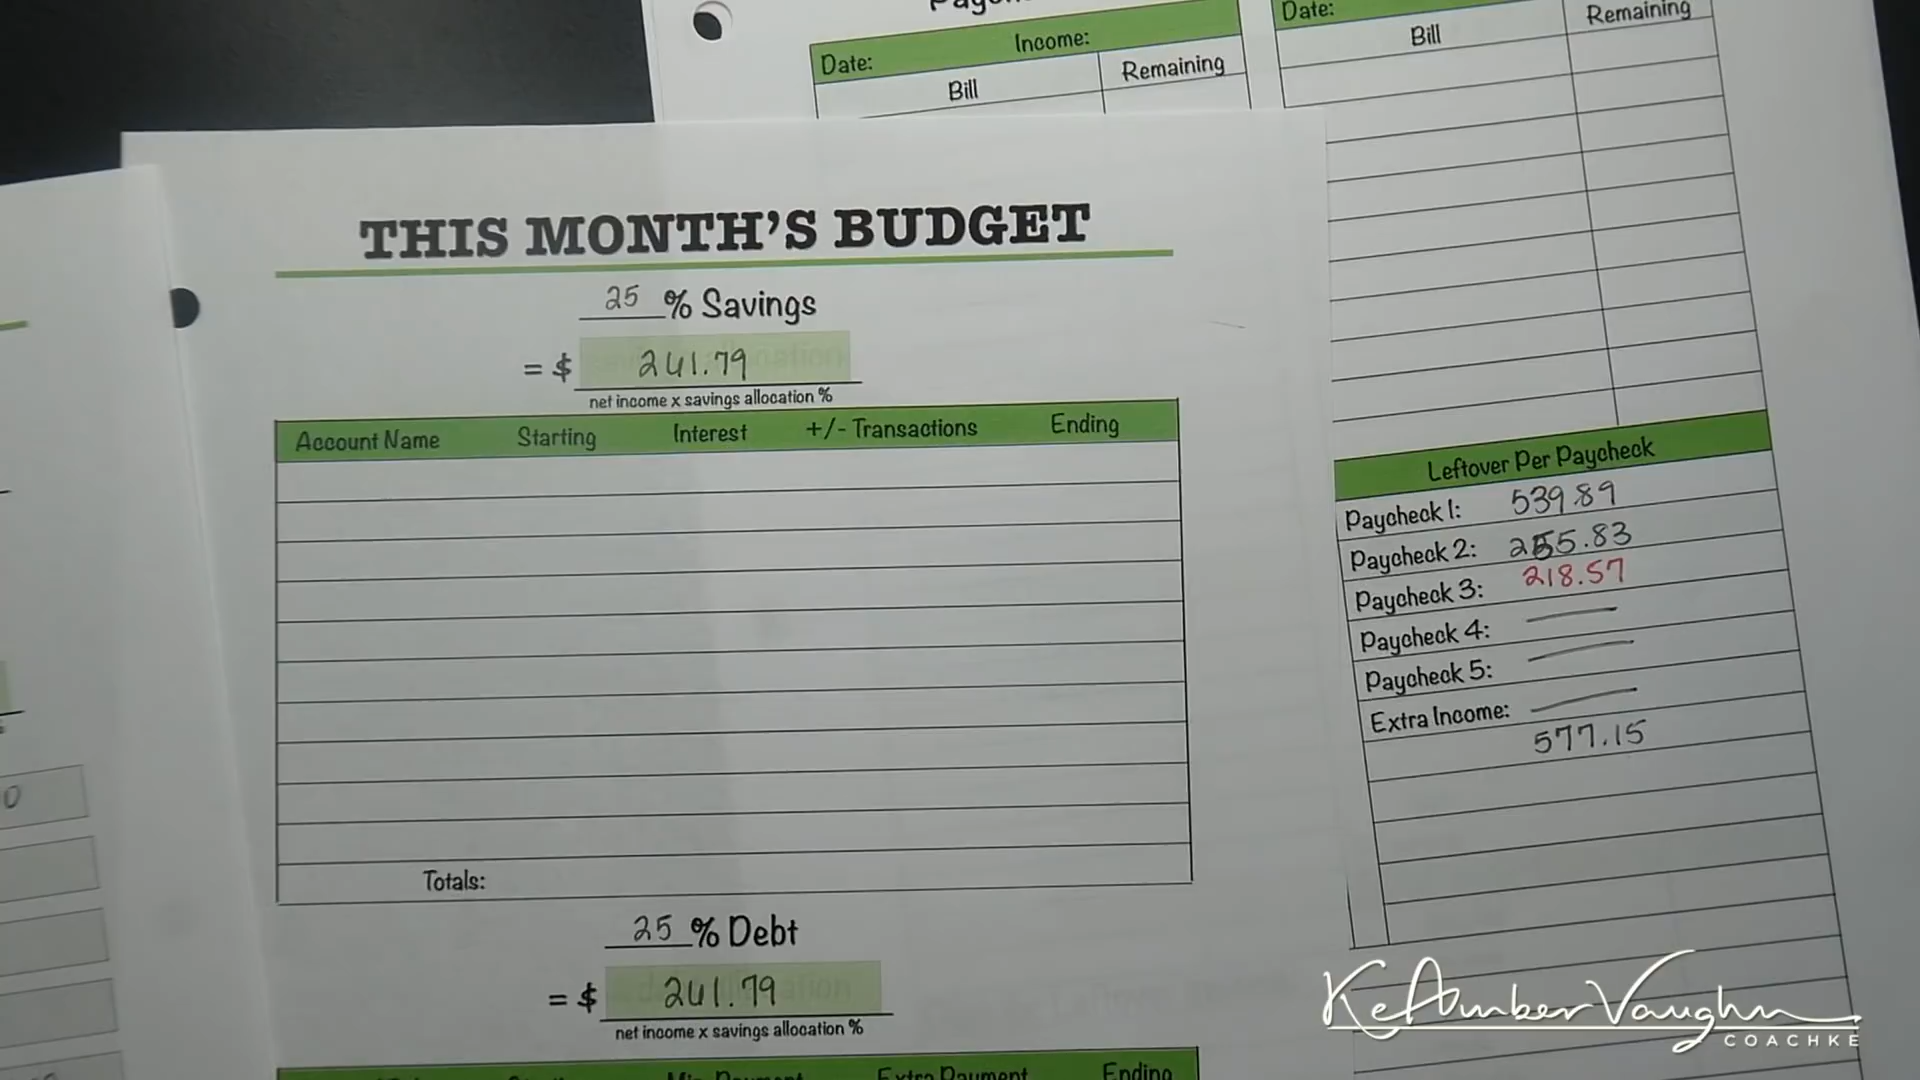 Date: Income:
Bill Remaining
Date:
Bill Remaining
THIS MONTH'S BUDGET
25 % Savings
= $ 241.79
net income x savings allocation %
Account Name Starting Interest +/- Transactions Ending
Totals:
25 % Debt
= $ 241.79
net income x savings allocation %
Ending
Leftover Per Paycheck
Paycheck 1: 539.89
Paycheck 2: 255.83
Paycheck 3: 218.57
Paycheck 4:
Paycheck 5:
Extra Income:
577.15
KeAmber Vaughn
COACHKE